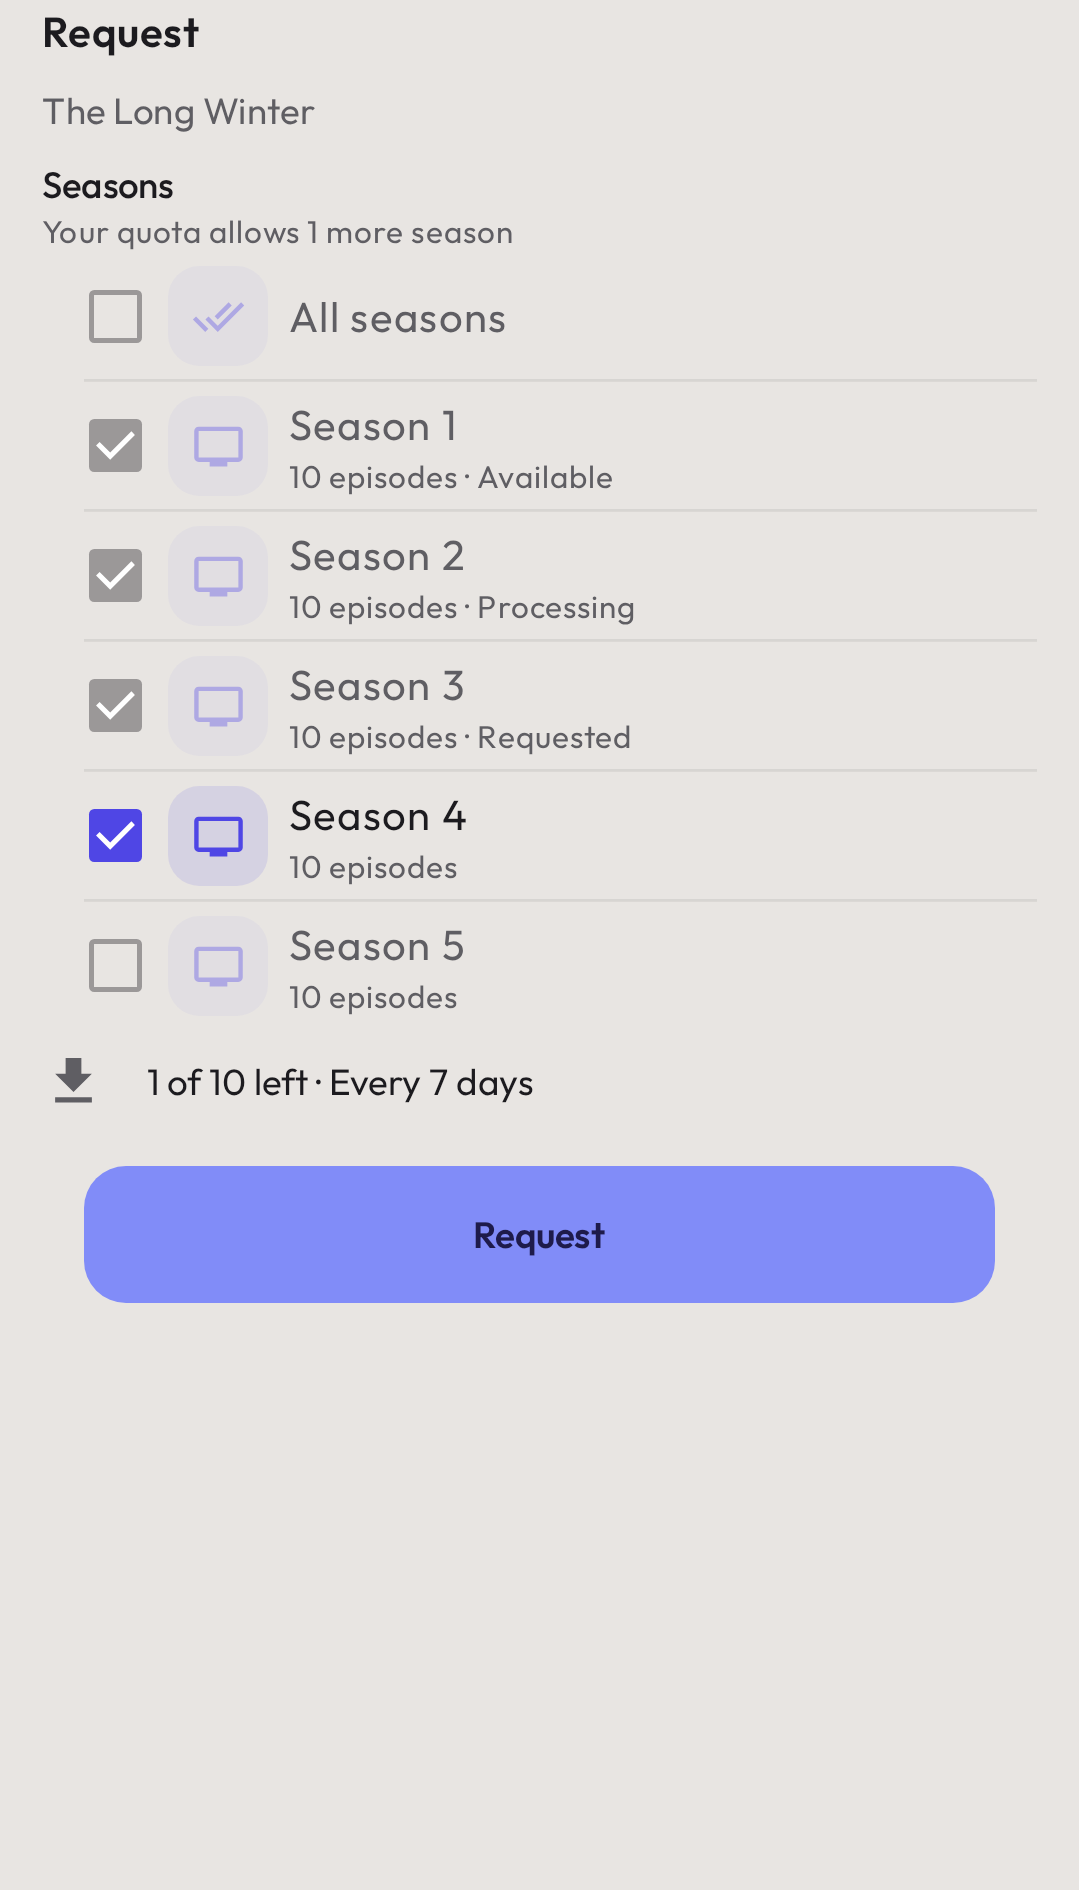 Request
The Long Winter
Seasons
Your quota allows 1 more season
All seasons
Season 1
10 episodes · Available
Season 2
10 episodes · Processing
Season 3
10 episodes · Requested
Season 4
10 episodes
Season 5
10 episodes
1 of 10 left · Every 7 days
Request